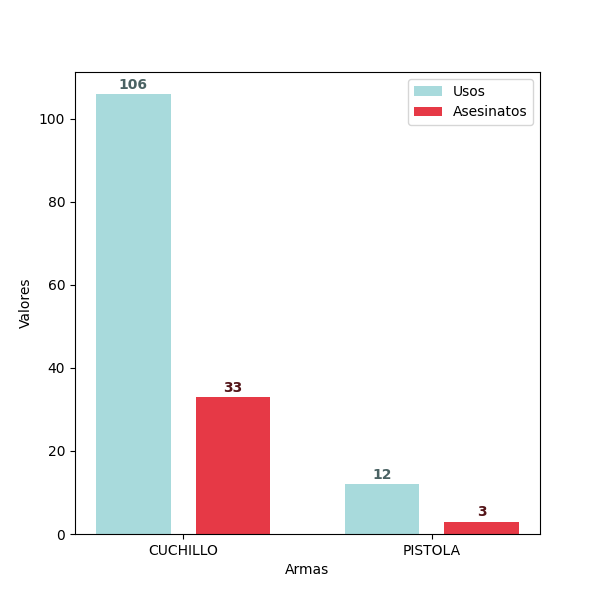 106
Usos
Asesinatos
100
80
Valores
60
40
33
20
12
3
0
CUCHILLO
PISTOLA
Armas